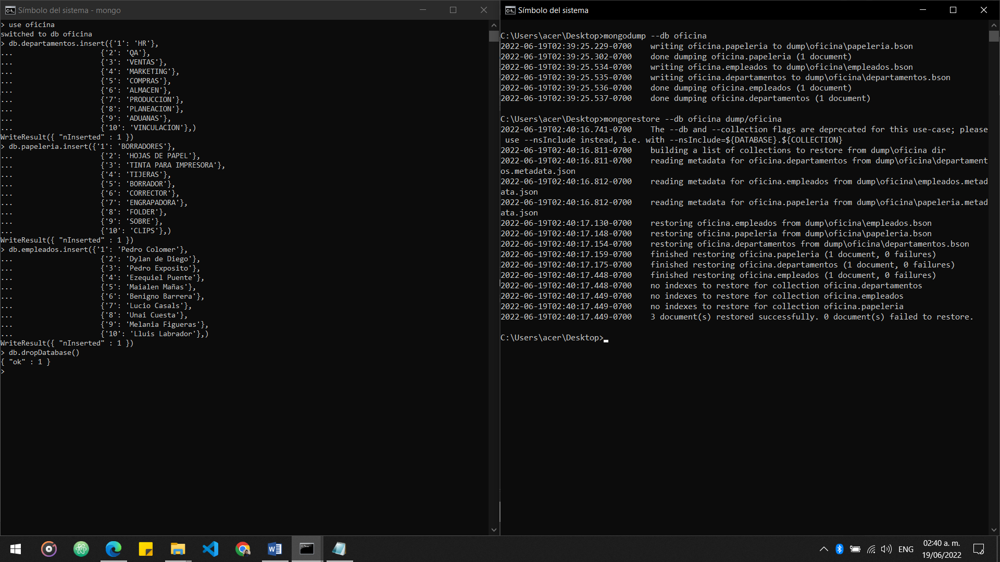 Símbolo del sistema - mongo
> use oficina
switched to db oficina
> db.departamentos.insert({'1': 'HR'},
... {'2': 'QA'},
... {'3': 'VENTAS'},
... {'4': 'MARKETING'},
... {'5': 'COMPRAS'},
... {'6': 'ALMACEN'},
... {'7': 'PRODUCCION'},
... {'8': 'PLANEACION'},
... {'9': 'ADUANAS'},
... {'10': 'VINCULACION'},)
WriteResult({ "nInserted" : 1 })
> db.papeleria.insert({'1': 'BORRADORES'},
... {'2': 'HOJAS DE PAPEL'},
... {'3': 'TINTA PARA IMPRESORA'},
... {'4': 'TIJERAS'},
... {'5': 'BORRADOR'},
... {'6': 'CORRECTOR'},
... {'7': 'ENGRAPADORA'},
... {'8': 'FOLDER'},
... {'9': 'SOBRE'},
... {'10': 'CLIPS'},)
WriteResult({ "nInserted" : 1 })
> db.empleados.insert({'1': 'Pedro Colomer'},
... {'2': 'Dylan de Diego'},
... {'3': 'Pedro Exposito'},
... {'4': 'Ezequiel Puente'},
... {'5': 'Maialen Mañas'},
... {'6': 'Benigno Barrera'},
... {'7': 'Lucio Casals'},
... {'8': 'Unai Cuesta'},
... {'9': 'Melania Figueras'},
... {'10': 'Lluis Labrador'},)
WriteResult({ "nInserted" : 1 })
> db.dropDatabase()
{ "ok" : 1 }
>
Símbolo del sistema
C:\Users\acer\Desktop>mongodump --db oficina
2022-06-19T02:39:25.229-0700 writing oficina.papeleria to dump\oficina\papeleria.bson
2022-06-19T02:39:25.302-0700 done dumping oficina.papeleria (1 document)
2022-06-19T02:39:25.534-0700 writing oficina.empleados to dump\oficina\empleados.bson
2022-06-19T02:39:25.535-0700 writing oficina.departamentos to dump\oficina\departamentos.bson
2022-06-19T02:39:25.536-0700 done dumping oficina.empleados (1 document)
2022-06-19T02:39:25.537-0700 done dumping oficina.departamentos (1 document)
C:\Users\acer\Desktop>mongorestore --db oficina dump/oficina
2022-06-19T02:40:16.741-0700 The --db and --collection flags are deprecated for this use-case; please
use --nsInclude instead, i.e. with --nsInclude=${DATABASE}.${COLLECTION}
2022-06-19T02:40:16.811-0700 building a list of collections to restore from dump\oficina dir
2022-06-19T02:40:16.811-0700 reading metadata for oficina.departamentos from dump\oficina\departament
os.metadata.json
2022-06-19T02:40:16.812-0700 reading metadata for oficina.empleados from dump\oficina\empleados.metad
ata.json
2022-06-19T02:40:16.812-0700 reading metadata for oficina.papeleria from dump\oficina\papeleria.metad
ata.json
2022-06-19T02:40:17.130-0700 restoring oficina.empleados from dump\oficina\empleados.bson
2022-06-19T02:40:17.148-0700 restoring oficina.papeleria from dump\oficina\papeleria.bson
2022-06-19T02:40:17.154-0700 restoring oficina.departamentos from dump\oficina\departamentos.bson
2022-06-19T02:40:17.159-0700 finished restoring oficina.papeleria (1 document, 0 failures)
2022-06-19T02:40:17.175-0700 finished restoring oficina.departamentos (1 document, 0 failures)
2022-06-19T02:40:17.448-0700 finished restoring oficina.empleados (1 document, 0 failures)
2022-06-19T02:40:17.448-0700 no indexes to restore for collection oficina.departamentos
2022-06-19T02:40:17.449-0700 no indexes to restore for collection oficina.empleados
2022-06-19T02:40:17.449-0700 no indexes to restore for collection oficina.papeleria
2022-06-19T02:40:17.449-0700 3 document(s) restored successfully. 0 document(s) failed to restore.
C:\Users\acer\Desktop>
ENG
02:40 a. m.
19/06/2022